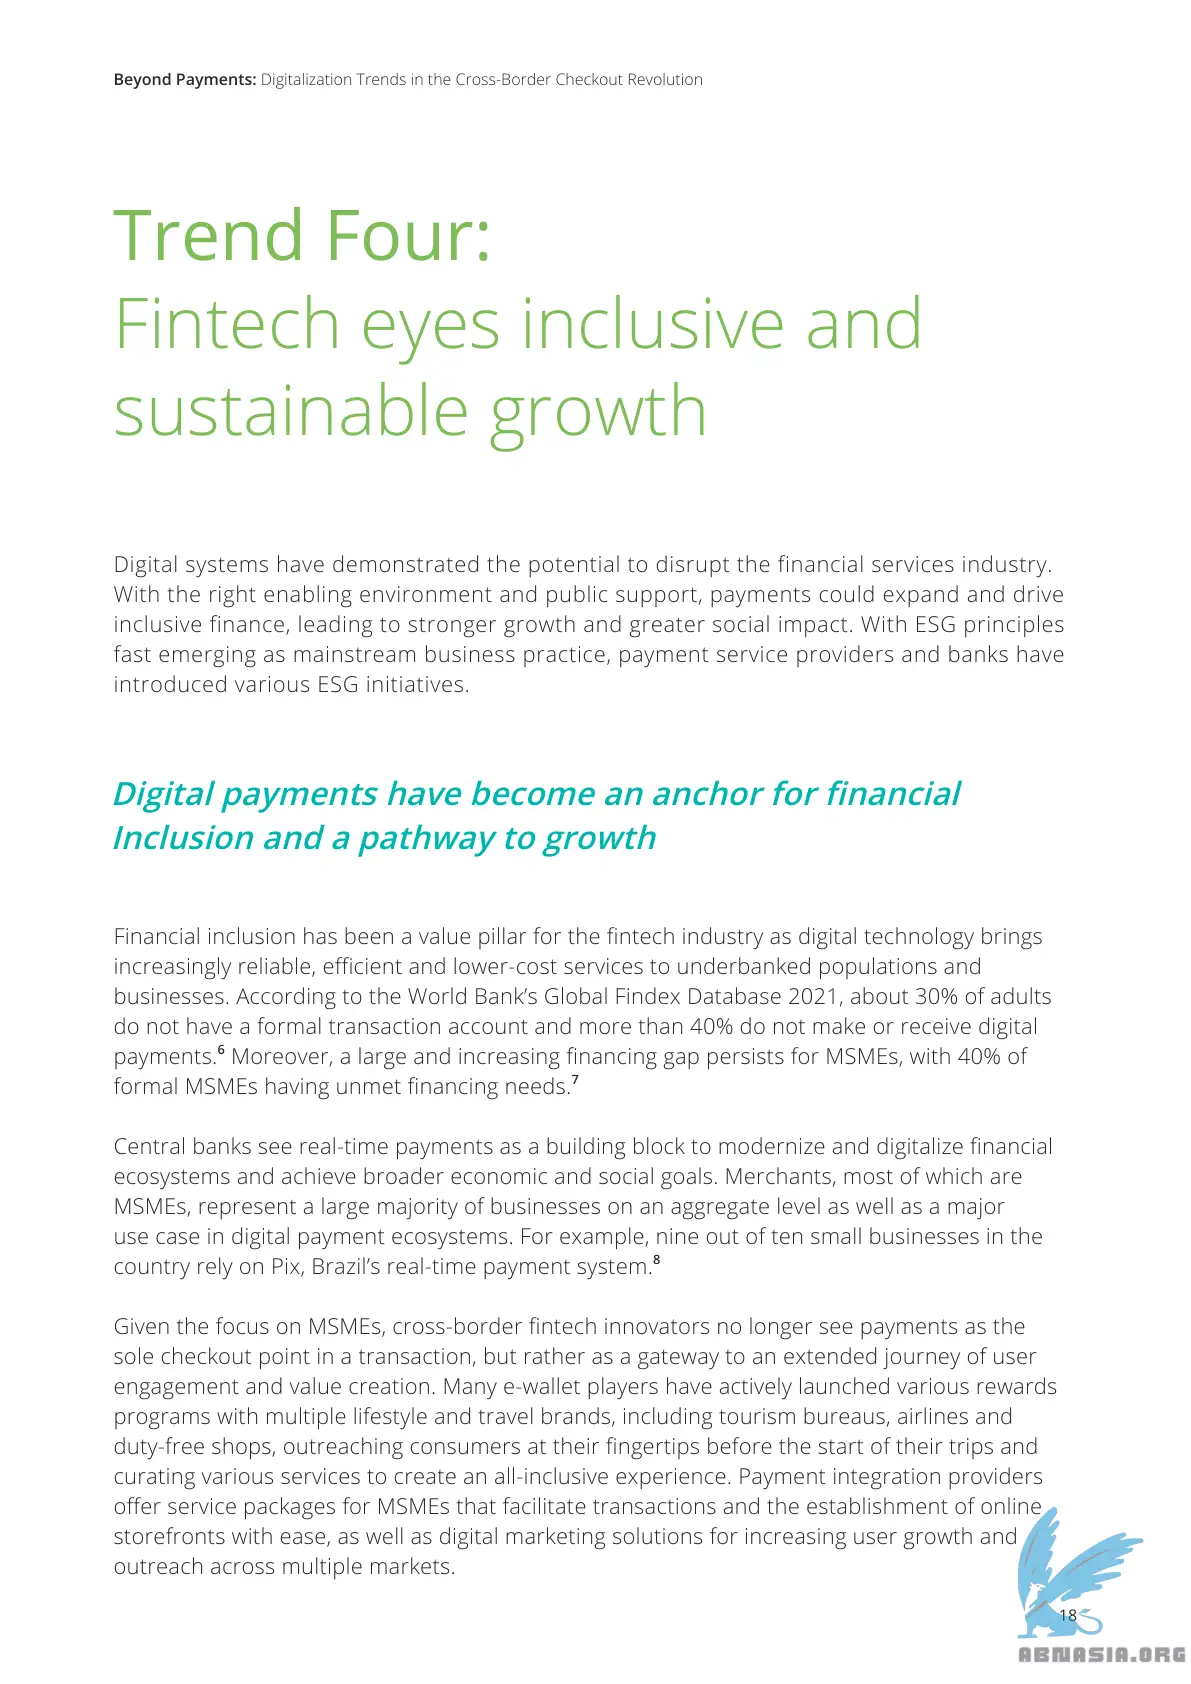 Beyond Payments: Digitalization Trends in the Cross-Border Checkout Revolution
Trend Four:
Fintech eyes inclusive and
sustainable growth
Digital systems have demonstrated the potential to disrupt the financial services industry.
With the right enabling environment and public support, payments could expand and drive
inclusive finance, leading to stronger growth and greater social impact. With ESG principles
fast emerging as mainstream business practice, payment service providers and banks have
introduced various ESG initiatives.
Digital payments have become an anchor for financial
Inclusion and a pathway to growth
Financial inclusion has been a value pillar for the fintech industry as digital technology brings
increasingly reliable, efficient and lower-cost services to underbanked populations and
businesses. According to the World Bank’s Global Findex Database 2021, about 30% of adults
do not have a formal transaction account and more than 40% do not make or receive digital
payments.⁶ Moreover, a large and increasing financing gap persists for MSMEs, with 40% of
formal MSMEs having unmet financing needs.⁷
Central banks see real-time payments as a building block to modernize and digitalize financial
ecosystems and achieve broader economic and social goals. Merchants, most of which are
MSMEs, represent a large majority of businesses on an aggregate level as well as a major
use case in digital payment ecosystems. For example, nine out of ten small businesses in the
country rely on Pix, Brazil’s real-time payment system.⁸
Given the focus on MSMEs, cross-border fintech innovators no longer see payments as the
sole checkout point in a transaction, but rather as a gateway to an extended journey of user
engagement and value creation. Many e-wallet players have actively launched various rewards
programs with multiple lifestyle and travel brands, including tourism bureaus, airlines and
duty-free shops, outreaching consumers at their fingertips before the start of their trips and
curating various services to create an all-inclusive experience. Payment integration providers
offer service packages for MSMEs that facilitate transactions and the establishment of online
storefronts with ease, as well as digital marketing solutions for increasing user growth and
outreach across multiple markets.
18
ABNASIA.ORG